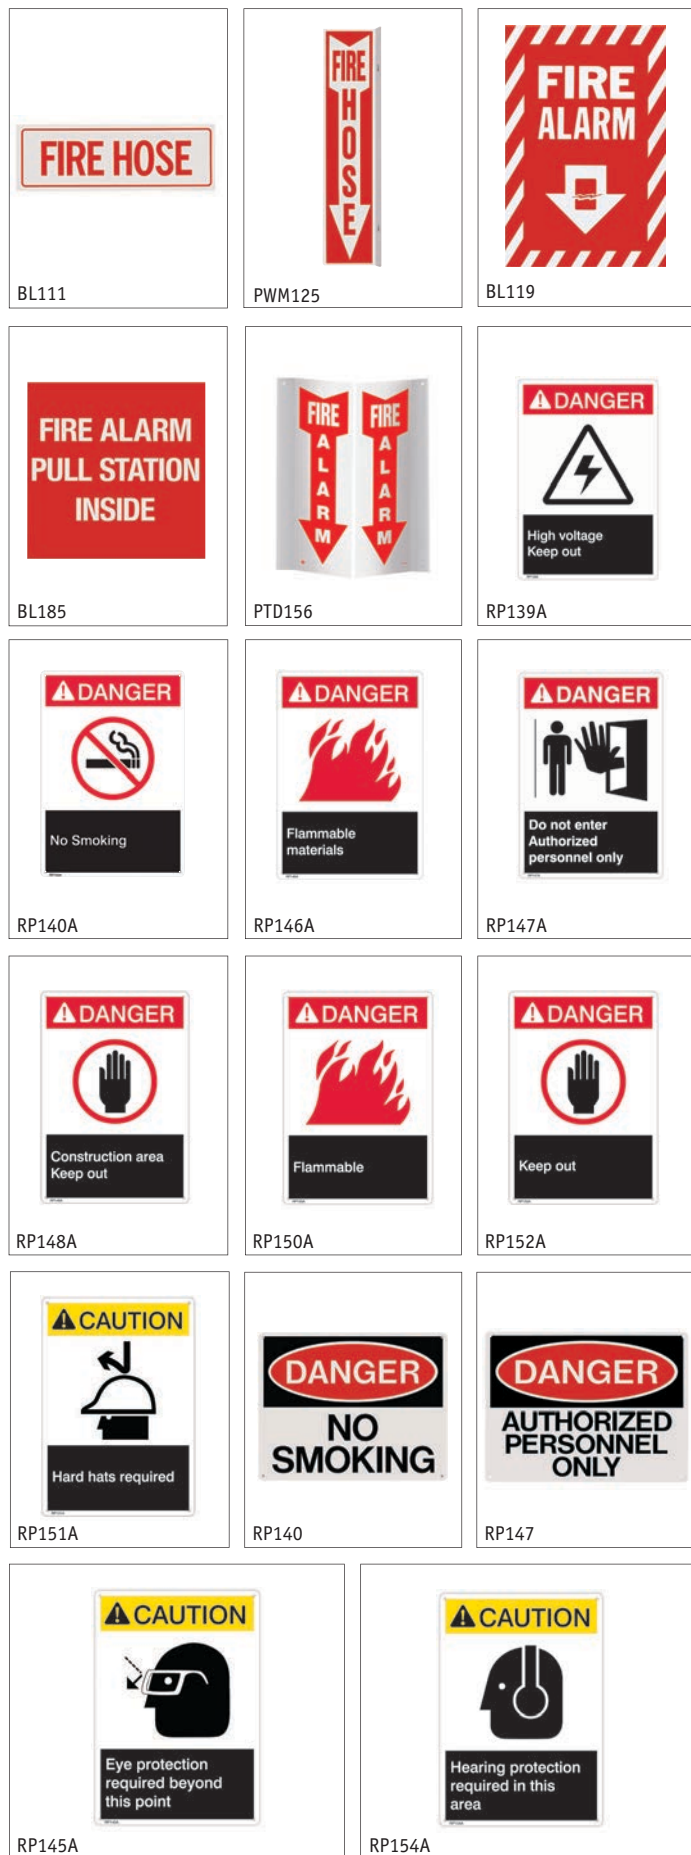 FIRE HOSE
BL111
FIRE
H
O
S
E
PWM125
FIRE
ALARM
BL119
FIRE ALARM
PULL STATION
INSIDE
BL185
FIRE
A
L
A
R
M
FIRE
A
L
A
R
M
PTD156
DANGER
High voltage
Keep out
RP139A
DANGER
No Smoking
RP140A
DANGER
Flammable
materials
RP146A
DANGER
Do not enter
Authorized
personnel only
RP147A
DANGER
Construction area
Keep out
RP148A
DANGER
Flammable
RP150A
DANGER
Keep out
RP152A
CAUTION
Hard hats required
RP151A
DANGER
NO
SMOKING
RP140
DANGER
AUTHORIZED
PERSONNEL
ONLY
RP147
CAUTION
Eye protection
required beyond
this point
RP145A
CAUTION
Hearing protection
required in this
area
RP154A